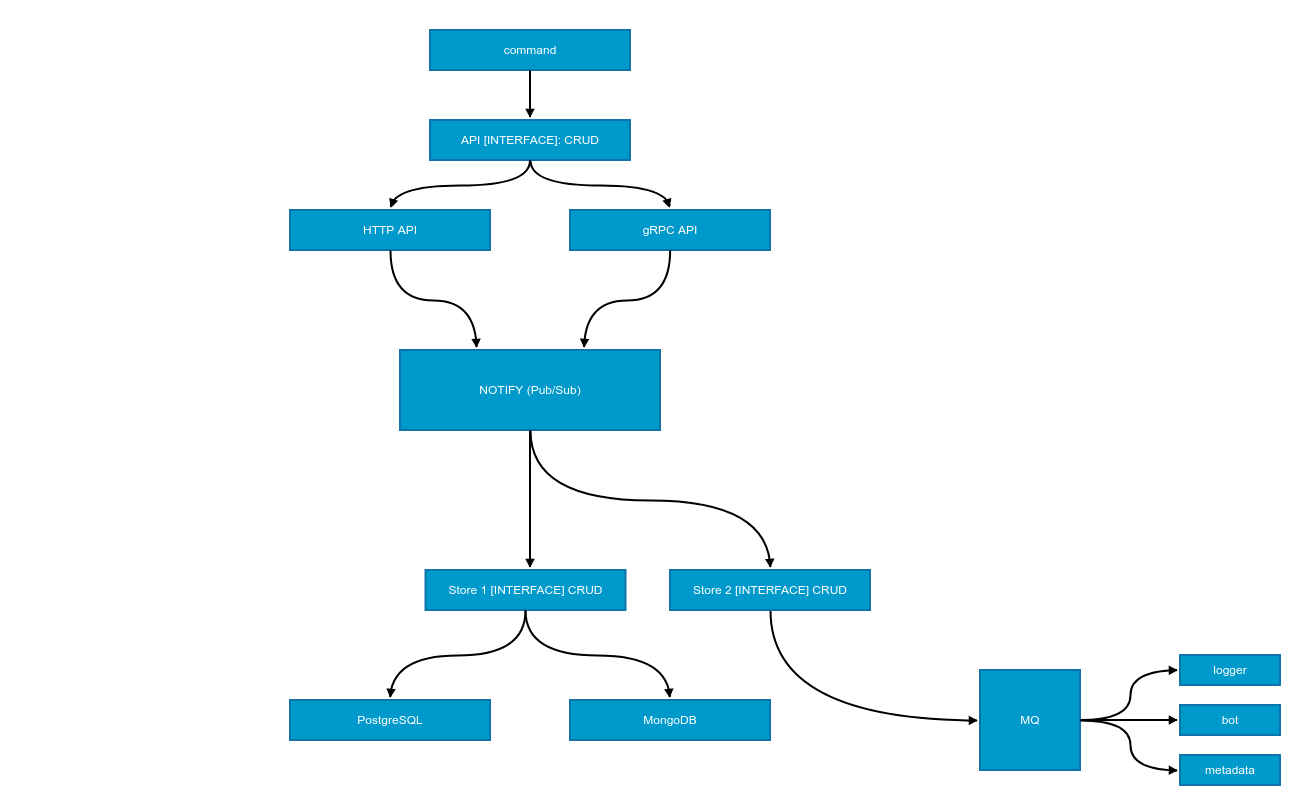 command
API [INTERFACE]: CRUD
HTTP API
gRPC API
NOTIFY (Pub/Sub)
Store 1 [INTERFACE] CRUD
Store 2 [INTERFACE] CRUD
PostgreSQL
MongoDB
MQ
logger
bot
metadata